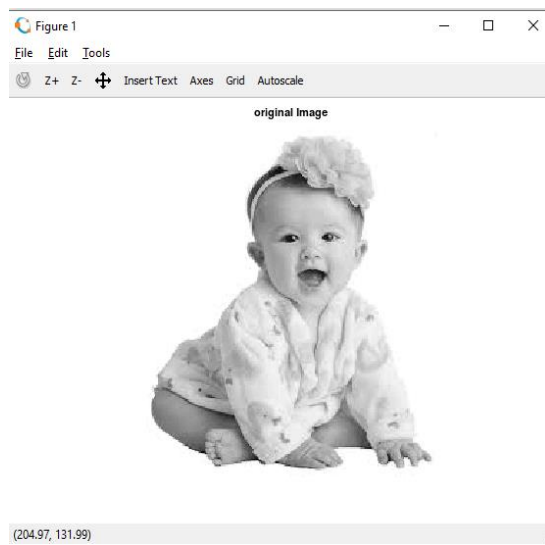 Figure 1
File Edit Tools
Z+ Z- Insert Text Axes Grid Autoscale
original Image
(204.97, 131.99)